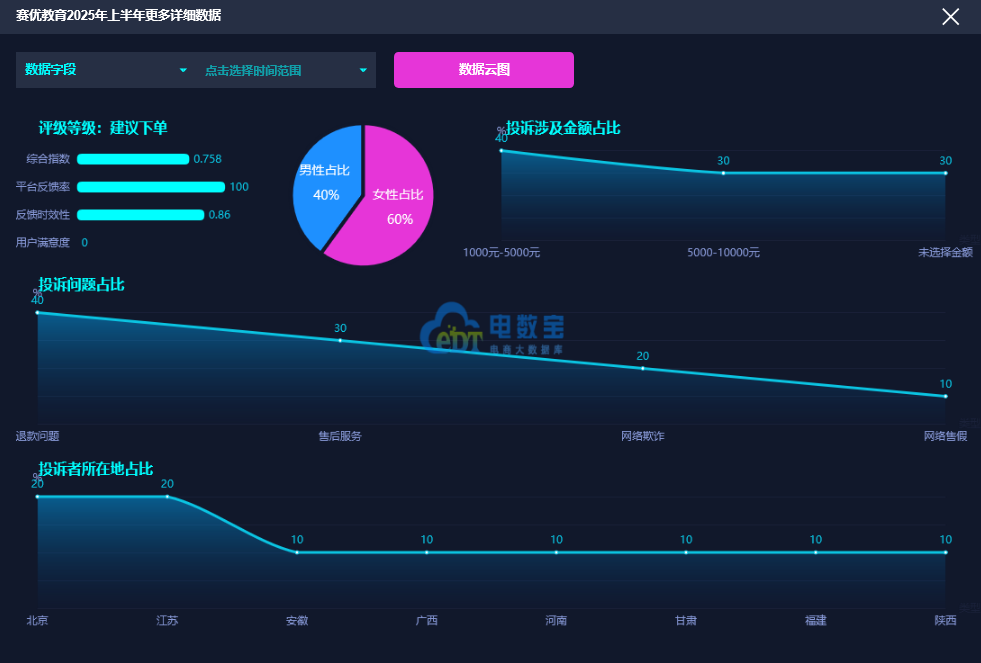 赛优教育2025年上半年更多详细数据
数据字段
点击选择时间范围
数据云图
评级等级：建议下单
综合指数
0.758
平台反馈率
100
反馈时效性
0.86
用户满意度
0
男性占比
40%
女性占比
60%
投诉涉及金额占比
%
40
30
30
1000元-5000元
5000-10000元
未选择金额
投诉问题占比
%
40
30
20
10
退款问题
售后服务
网络欺诈
网络售假
eDT
电数宝
电商大数据库
投诉者所在地占比
%
20
20
10
10
10
10
10
10
北京
江苏
安徽
广西
河南
甘肃
福建
陕西